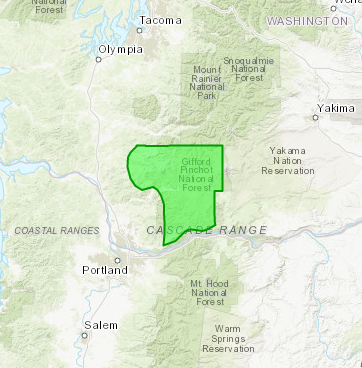 National
Forest
Tacoma
WASHINGTON
Olympia
Snoqualmie
National
Forest
Mount
Rainier
National
Park
Yakima
Yakama
Nation
Reservation
Gifford
Pinchot
National
Forest
COASTAL RANGES
CASCADE RANGE
Portland
Mt. Hood
National
Forest
Salem
Warm
Springs
Reservation